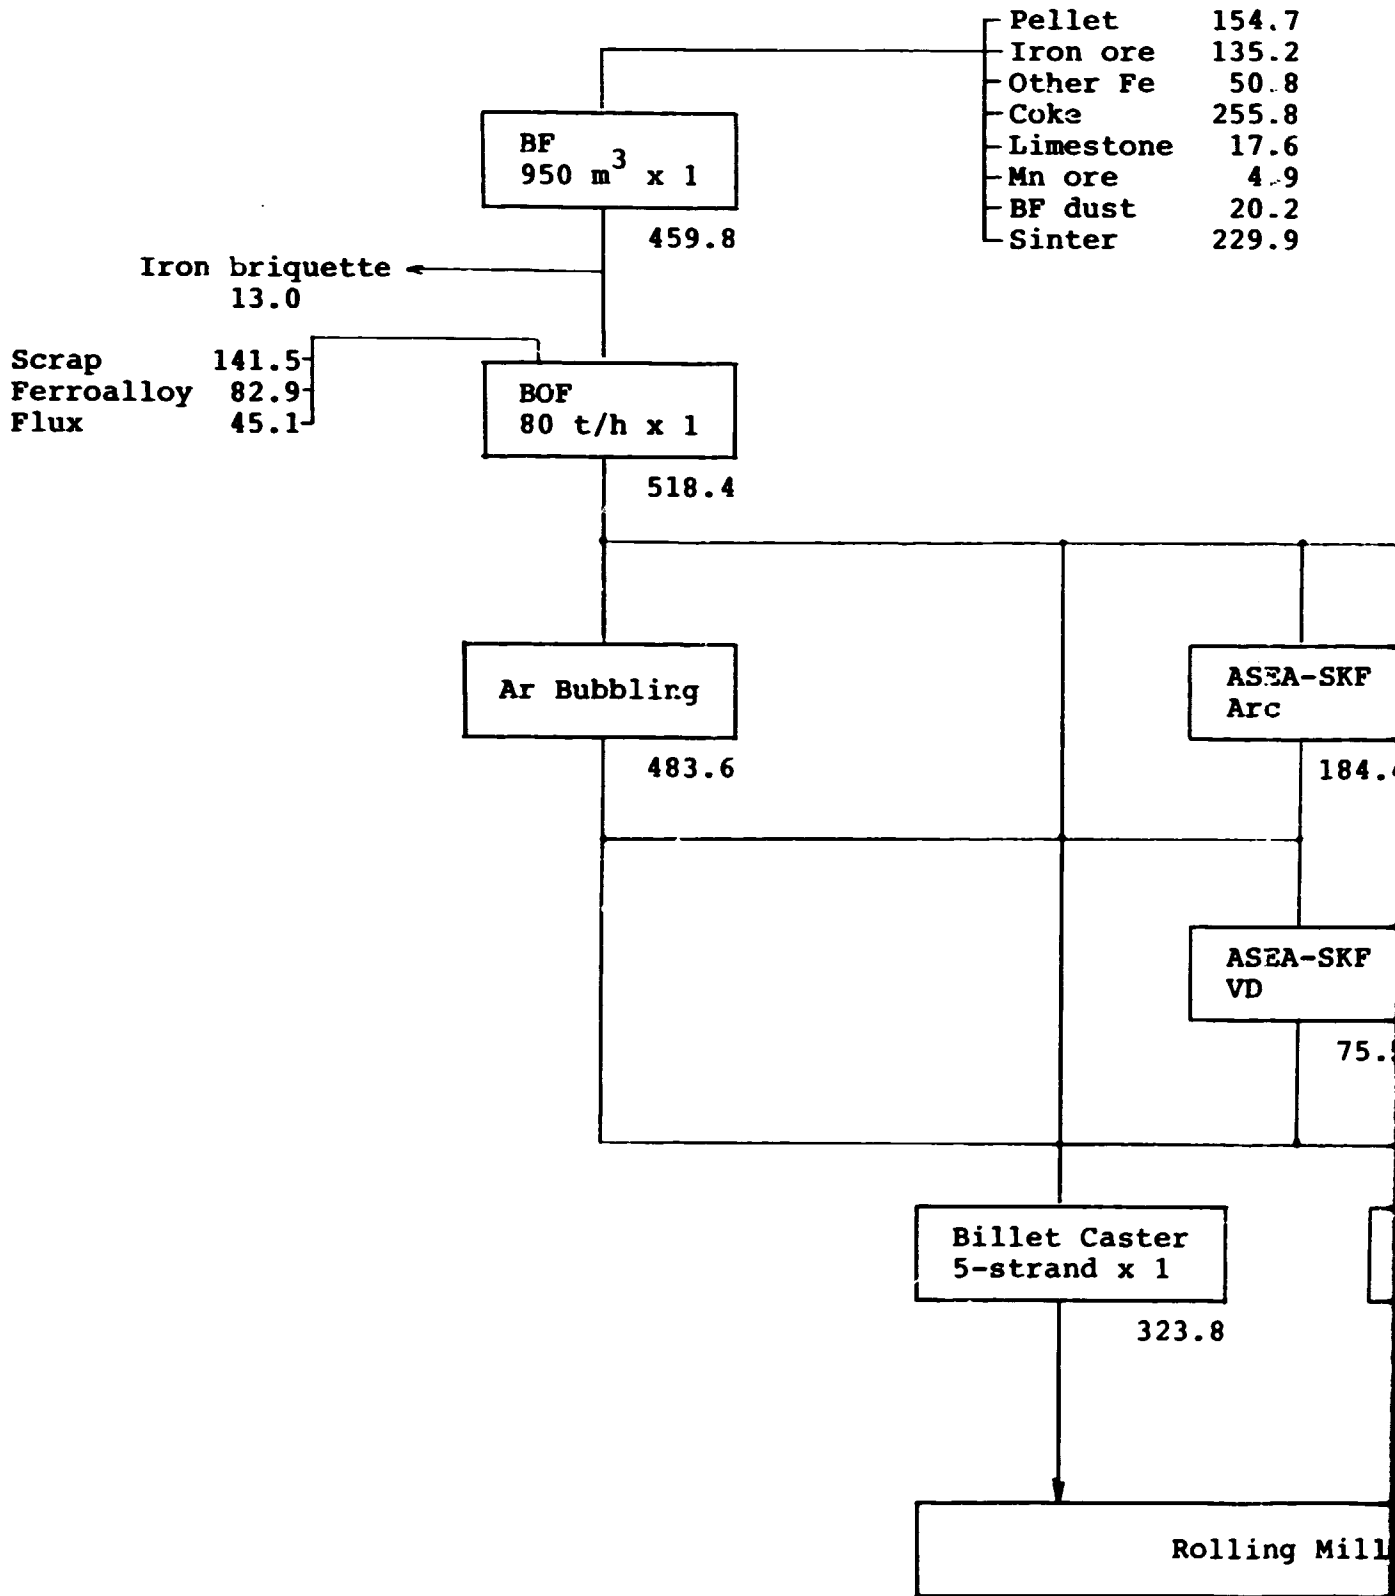 Pellet 154.7
Iron ore 135.2
Other Fe 50.8
Coke 255.8
Limestone 17.6
Mn ore 4.9
BF dust 20.2
Sinter 229.9
BF
950 m³ x 1
459.8
Iron briquette
13.0
Scrap 141.5
Ferroalloy 82.9
Flux 45.1
BOF
80 t/h x 1
518.4
Ar Bubbling
483.6
ASEA-SKF
Arc
184.4
ASEA-SKF
VD
75.
Billet Caster
5-strand x 1
323.8
Rolling Mill